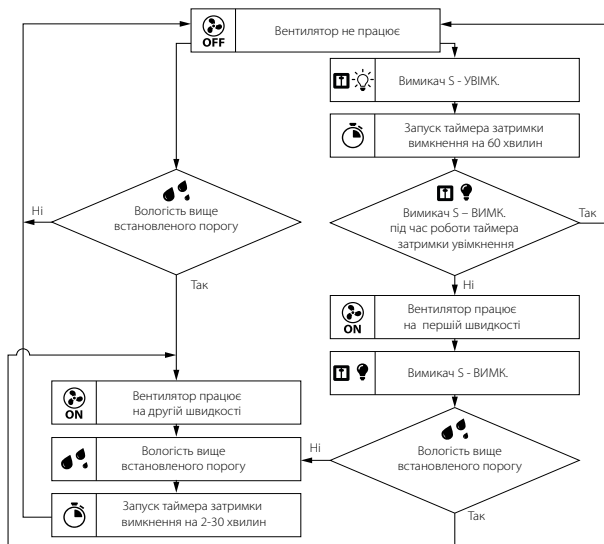 OFF
Вентилятор не працює
Вимикач S - УВІМК.
Запуск таймера затримки
вимкнення на 60 хвилин
Ні
Вологість вище
встановленого порогу
Так
Вимикач S – ВИМК.
під час роботи таймера
затримки увімкнення
Так
Ні
ON
Вентилятор працює
на першій швидкості
Вимикач S - ВИМК.
ON
Вентилятор працює
на другій швидкості
Вологість вище
встановленого порогу
Ні
Вологість вище
встановленого порогу
Так
Запуск таймера затримки
вимкнення на 2-30 хвилин